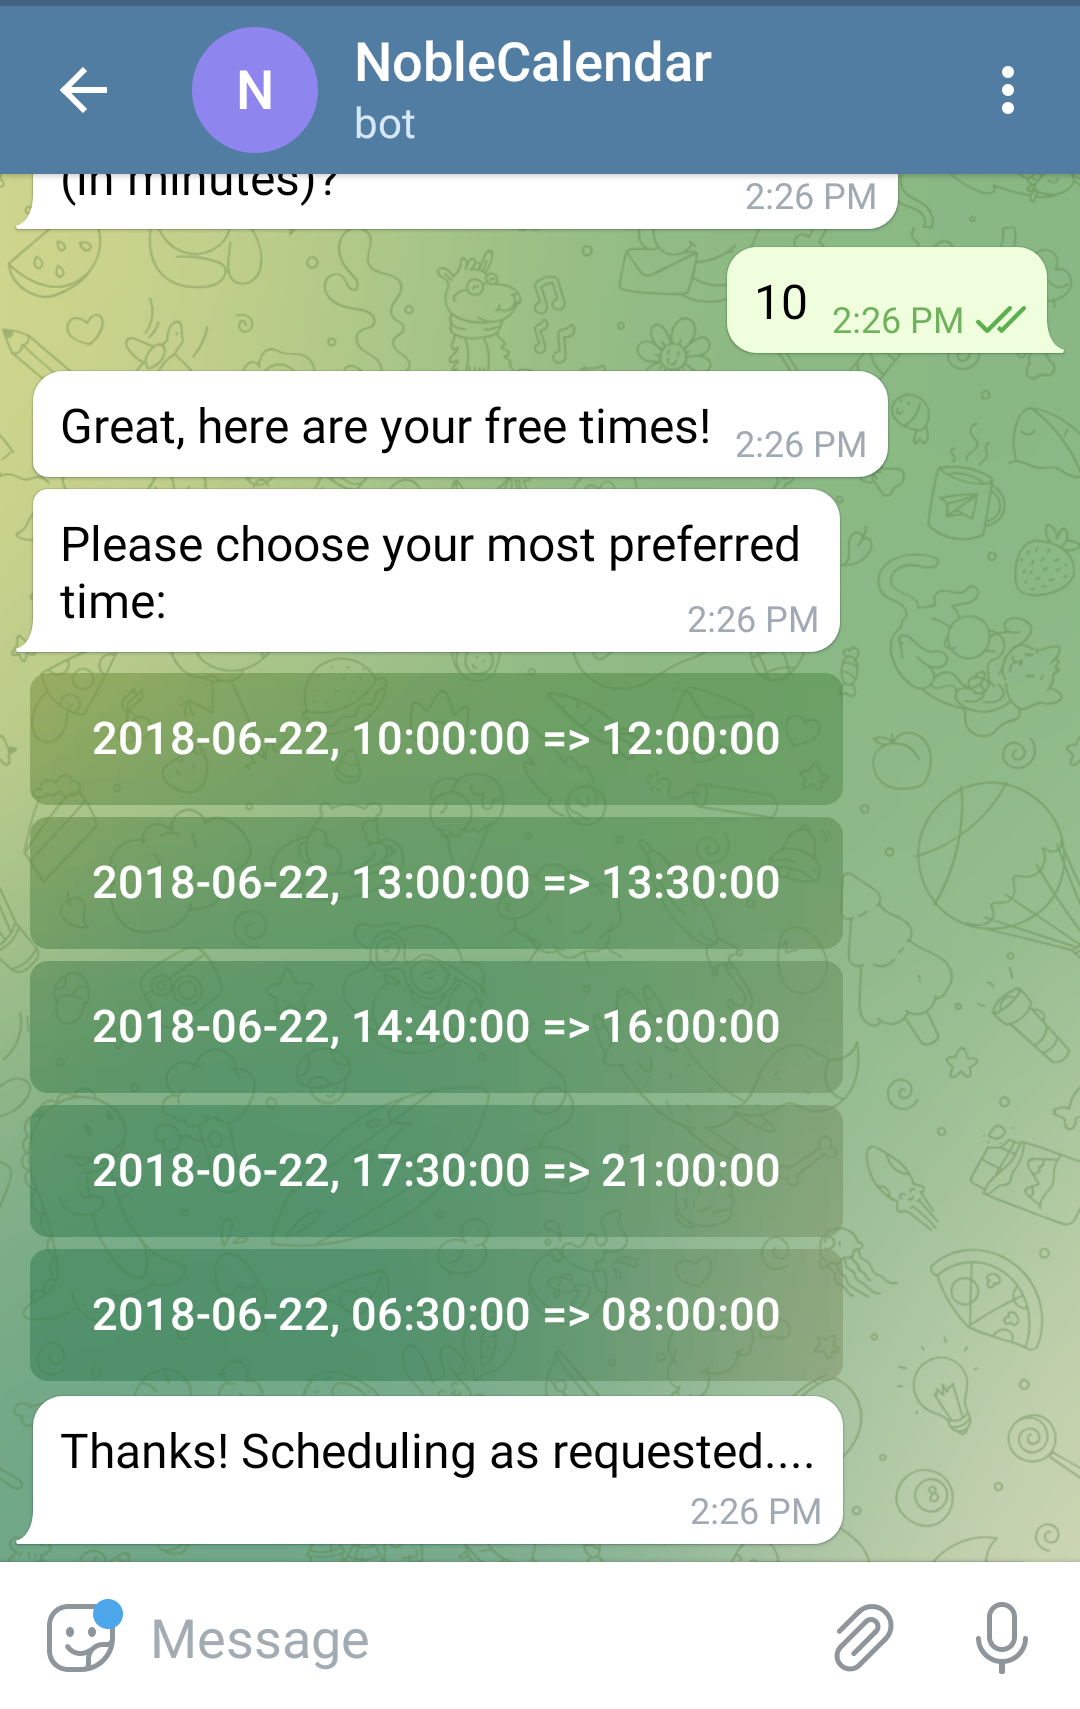 N
NobleCalendar
bot
(in minutes)?
2:26 PM
10 2:26 PM
Great, here are your free times! 2:26 PM
Please choose your most preferred
time:
2:26 PM
2018-06-22, 10:00:00 => 12:00:00
2018-06-22, 13:00:00 => 13:30:00
2018-06-22, 14:40:00 => 16:00:00
2018-06-22, 17:30:00 => 21:00:00
2018-06-22, 06:30:00 => 08:00:00
Thanks! Scheduling as requested....
2:26 PM
Message